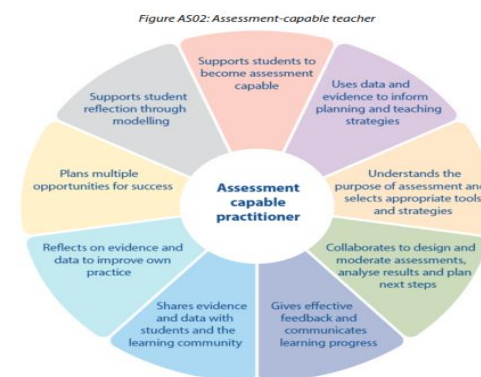 Figure AS02: Assessment-capable teacher
Supports students to
become assessment
capable
Uses data and
evidence to inform
planning and teaching
strategies
Understands the
purpose of assessment and
selects appropriate tools
and strategies
Collaborates to design and
moderate assessments,
analyse results and plan
next steps
Gives effective
feedback and
communicates
learning progress
Shares evidence
and data with
students and the
learning community
Reflects on evidence and
data to improve own
practice
Plans multiple
opportunities for success
Supports student
reflection through
modelling
Assessment
capable
practitioner